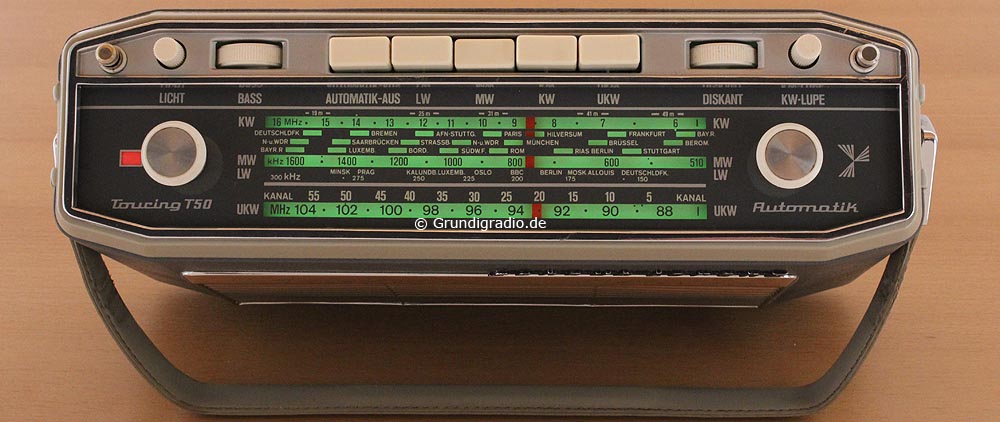 LICHT BASS AUTOMATIK-AUS LW MW KW UKW DISKANT KW-LUPE
19 m 25 m 31 m 41 m 49 m
KW 16 MHz 15 14 13 12 11 10 9 8 7 6 KW
DEUTSCHLDFK BREMEN AFN-STUTTG. PARIS HILVERSUM FRANKFURT BAY.R
N-u.WDR SAARBRÜCKEN STRASSB. N-u.WDR MÜNCHEN BRÜSSEL BEROM.
BAY R LUXEMB. BORD. SÜDW.F. ROM RIAS BERLIN STUTTGART
MW kHz 1600 1400 1200 1000 800 600 510 MW
LW MINSK PRAG KALUNDB. LUXEMB. OSLO BBC BERLIN MOSK ALLOUIS DEUTSCHLDFK. LW
300 kHz 275 250 225 200 175 150
KANAL 55 50 45 40 35 30 25 20 15 10 5 KANAL
UKW MHz 104 102 100 98 96 94 92 90 88 UKW
Touring T50 Automatik
© Grundigradio.de